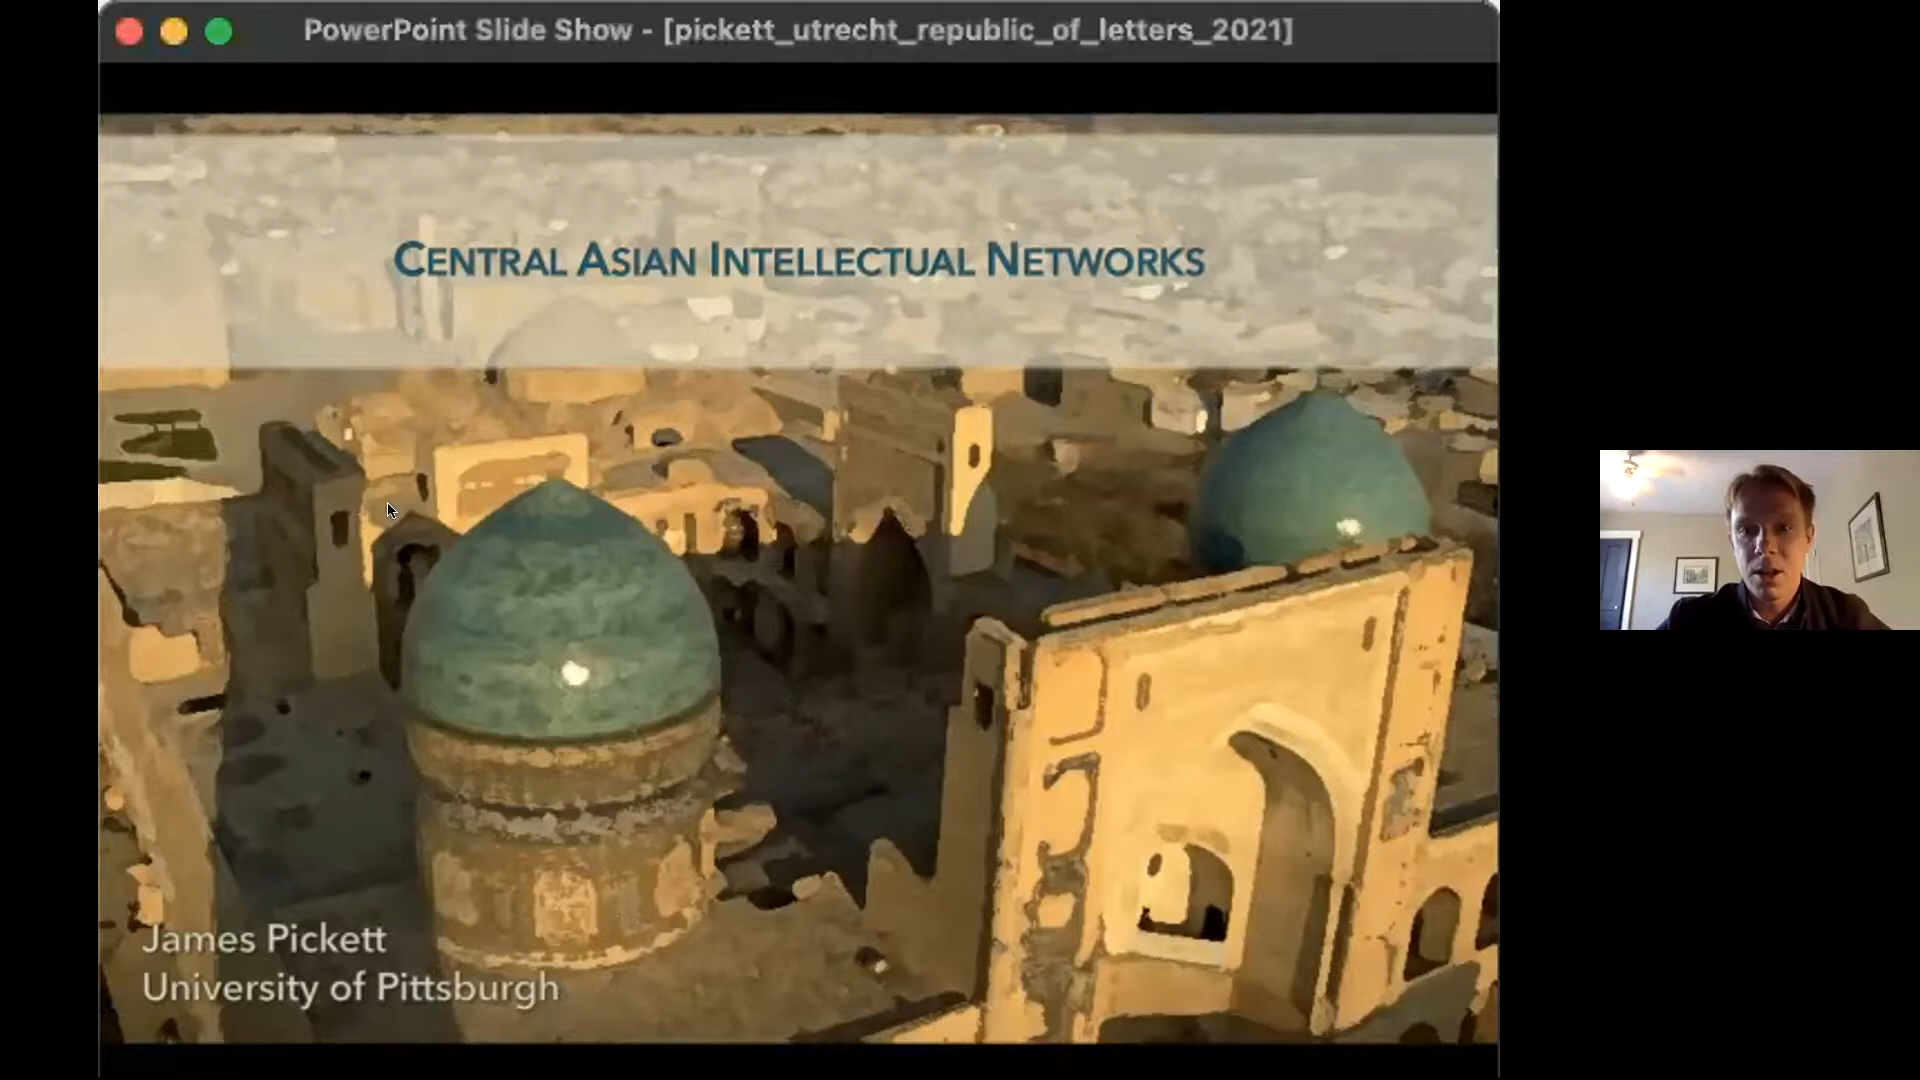 PowerPoint Slide Show - [pickett_utrecht_republic_of_letters_2021]
CENTRAL ASIAN INTELLECTUAL NETWORKS
James Pickett
University of Pittsburgh